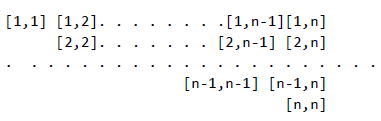 [1,1] [1,2]. . . . . . . .[1,n-1][1,n]
[2,2]. . . . . . . [2,n-1] [2,n]
. . . . . . . . . . . . . . . . . . . .
[n-1,n-1] [n-1,n]
[n,n]